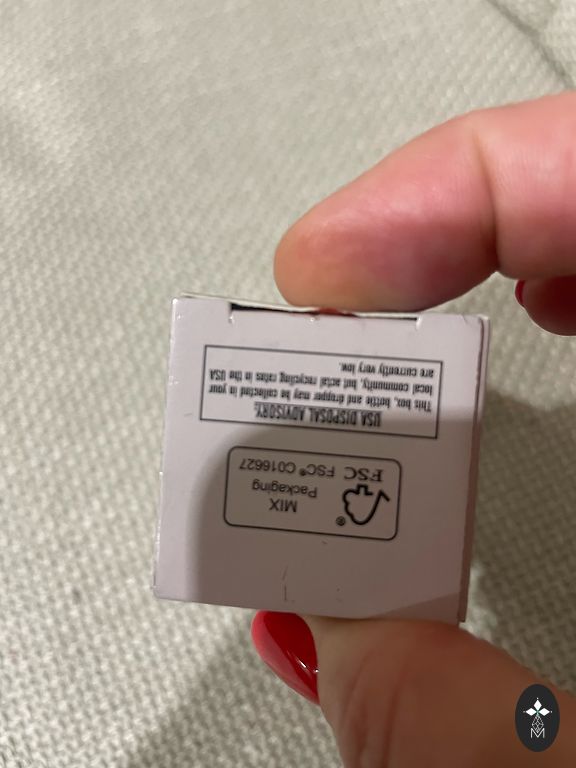 USA DISPOSAL ADVISORY.
This box, bottle and dropper may be collected in your
local community, but actal recycling rates in the USA
are currently very low.
®
MIX
Packaging
FSC FSC® C016627
M